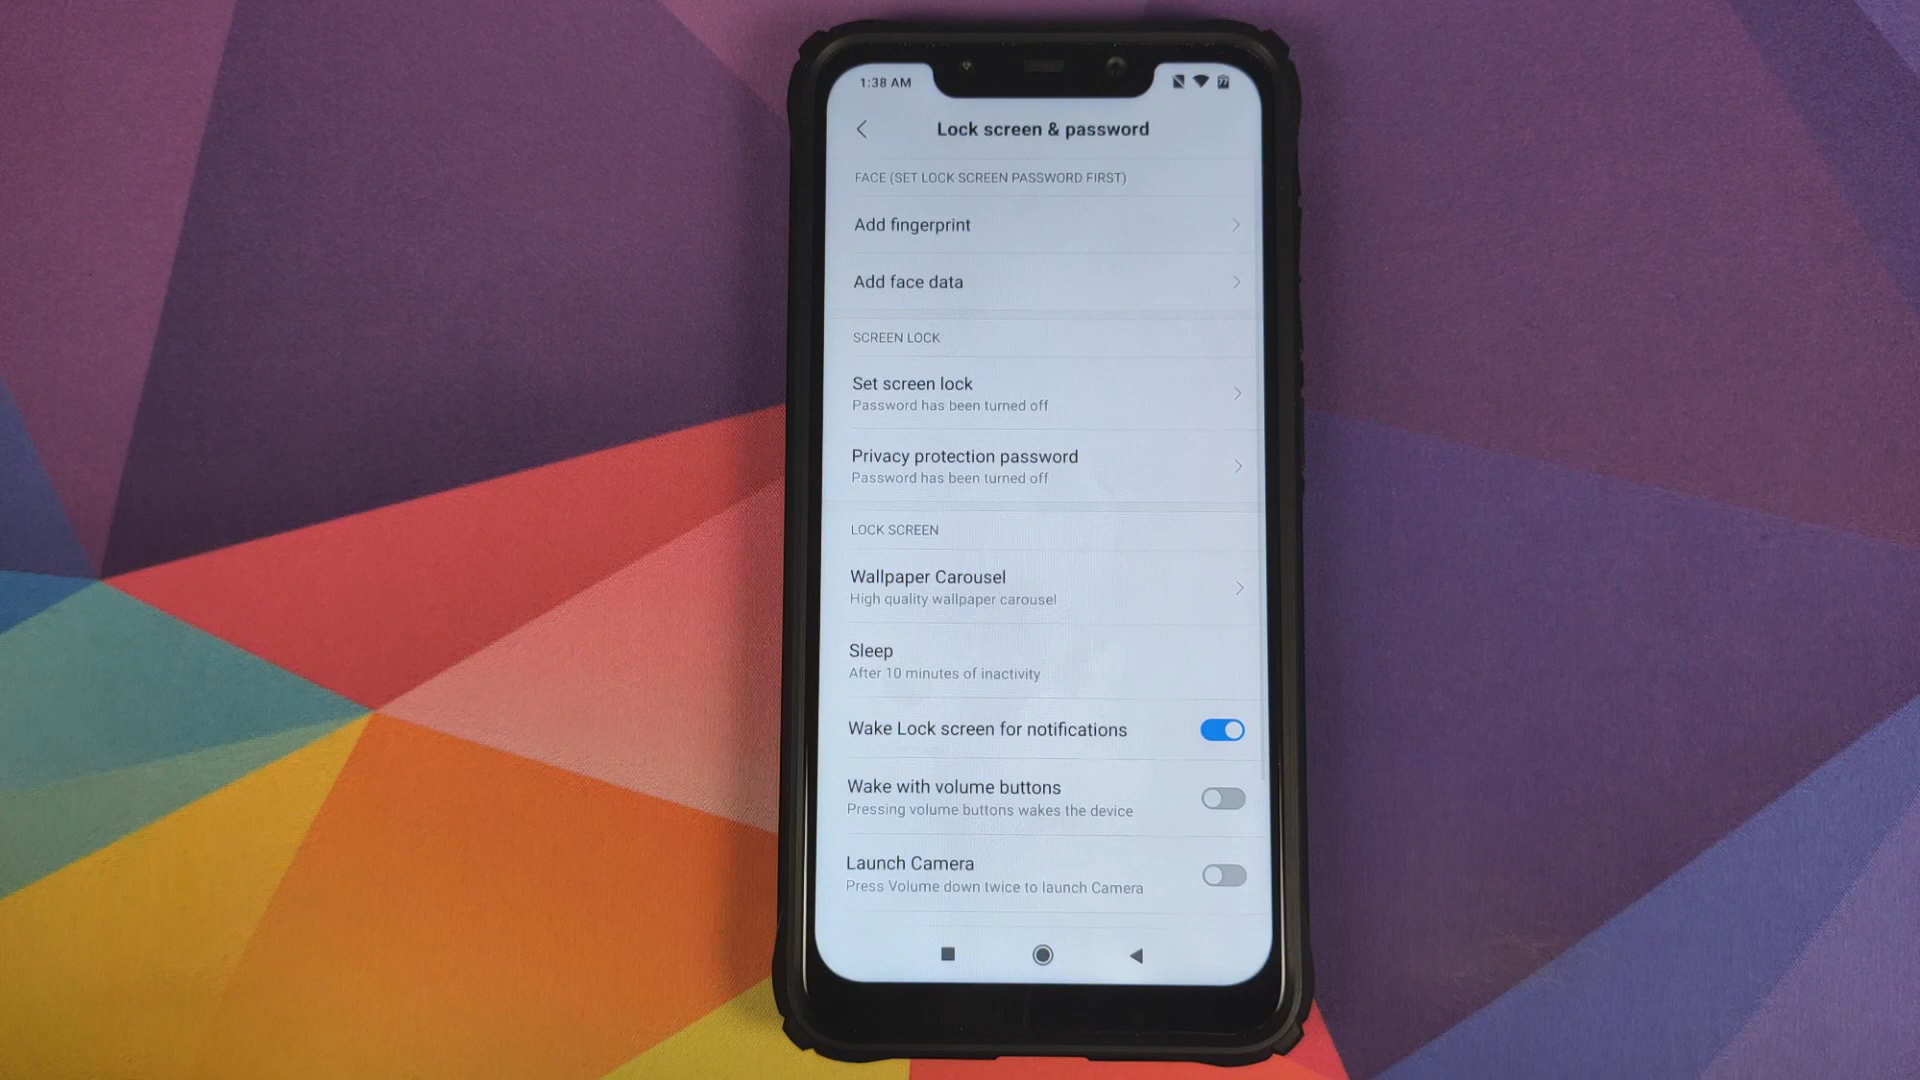 1:38 AM
77
Lock screen & password
FACE (SET LOCK SCREEN PASSWORD FIRST)
Add fingerprint
Add face data
SCREEN LOCK
Set screen lock
Password has been turned off
Privacy protection password
Password has been turned off
LOCK SCREEN
Wallpaper Carousel
High quality wallpaper carousel
Sleep
After 10 minutes of inactivity
Wake Lock screen for notifications
Wake with volume buttons
Pressing volume buttons wakes the device
Launch Camera
Press Volume down twice to launch Camera